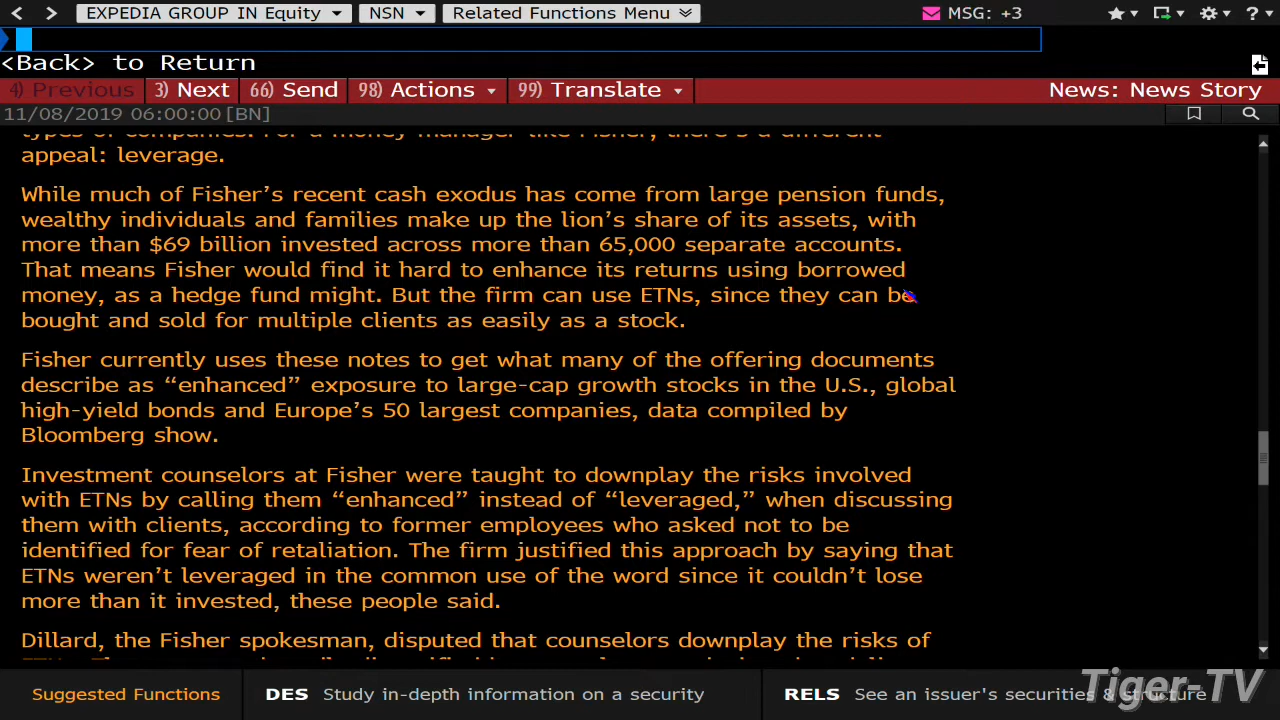 EXPEDIA GROUP IN Equity NSN Related Functions Menu MSG: +3
<Back> to Return
4) Previous 3) Next 66) Send 98) Actions 99) Translate News: News Story
11/08/2019 06:00:00 [BN]
types of companies. For a money manager like Fisher, there's a different
appeal: leverage.
While much of Fisher’s recent cash exodus has come from large pension funds,
wealthy individuals and families make up the lion’s share of its assets, with
more than $69 billion invested across more than 65,000 separate accounts.
That means Fisher would find it hard to enhance its returns using borrowed
money, as a hedge fund might. But the firm can use ETNs, since they can be
bought and sold for multiple clients as easily as a stock.
Fisher currently uses these notes to get what many of the offering documents
describe as “enhanced” exposure to large-cap growth stocks in the U.S., global
high-yield bonds and Europe’s 50 largest companies, data compiled by
Bloomberg show.
Investment counselors at Fisher were taught to downplay the risks involved
with ETNs by calling them “enhanced” instead of “leveraged,” when discussing
them with clients, according to former employees who asked not to be
identified for fear of retaliation. The firm justified this approach by saying that
ETNs weren’t leveraged in the common use of the word since it couldn’t lose
more than it invested, these people said.
Dillard, the Fisher spokesman, disputed that counselors downplay the risks of
Suggested Functions DES Study in-depth information on a security RELS See an issuer's securities & structure
Tiger-TV